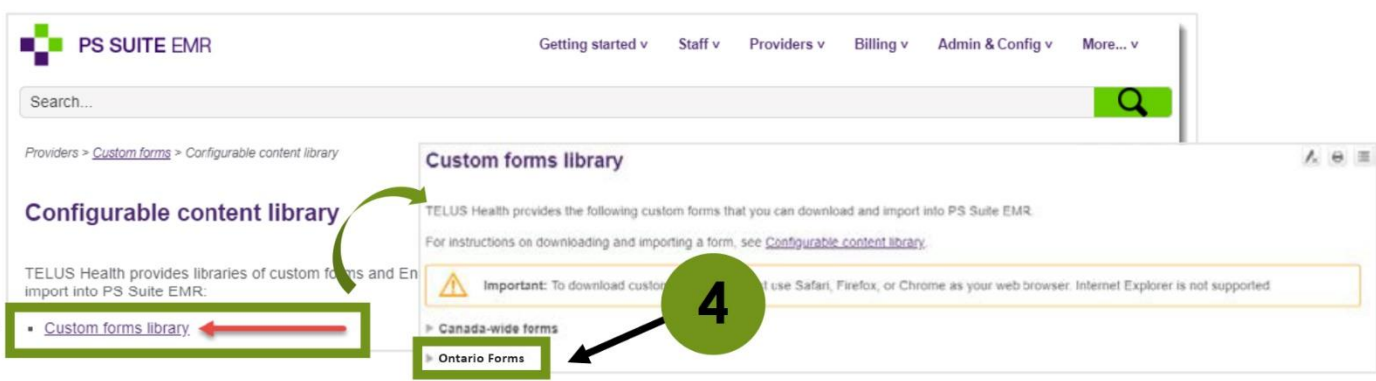 PS SUITE EMR
Getting started v Staff v Providers v Billing v Admin & Config v More... v
Search...
Providers > Custom forms > Configurable content library
Configurable content library
TELUS Health provides libraries of custom forms and En
import into PS Suite EMR:
▪ Custom forms library
Custom forms library
TELUS Health provides the following custom forms that you can download and import into PS Suite EMR.
For instructions on downloading and importing a form, see Configurable content library.
Important: To download custo t use Safari, Firefox, or Chrome as your web browser. Internet Explorer is not supported
4
Canada-wide forms
Ontario Forms